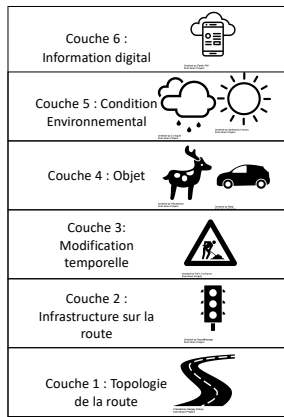 Couche 6 :
Information digital
Couche 5 : Condition
Environnemental
Couche 4 : Objet
Couche 3:
Modification
temporelle
Couche 2 :
Infrastructure sur la
route
Couche 1 : Topologie
de la route